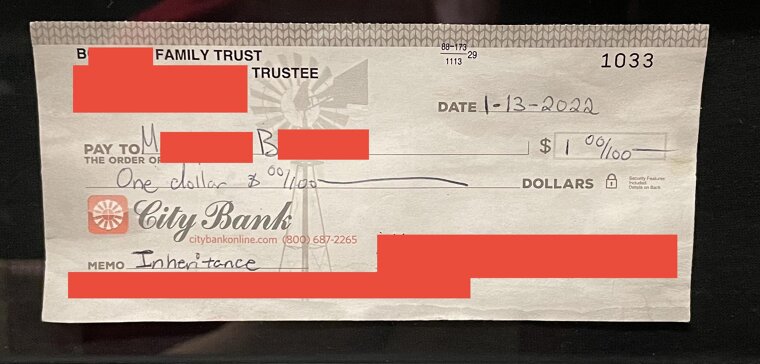 B FAMILY TRUST
TRUSTEE
88-173 29
1113
1033
DATE 1-13-2022
PAY TO M B $ 1 00/100
THE ORDER OF
One dollar & 00/100 DOLLARS
Security Features
Included.
Details on Back.
City Bank
citybankonline.com (800) 687-2265
MEMO Inheritance